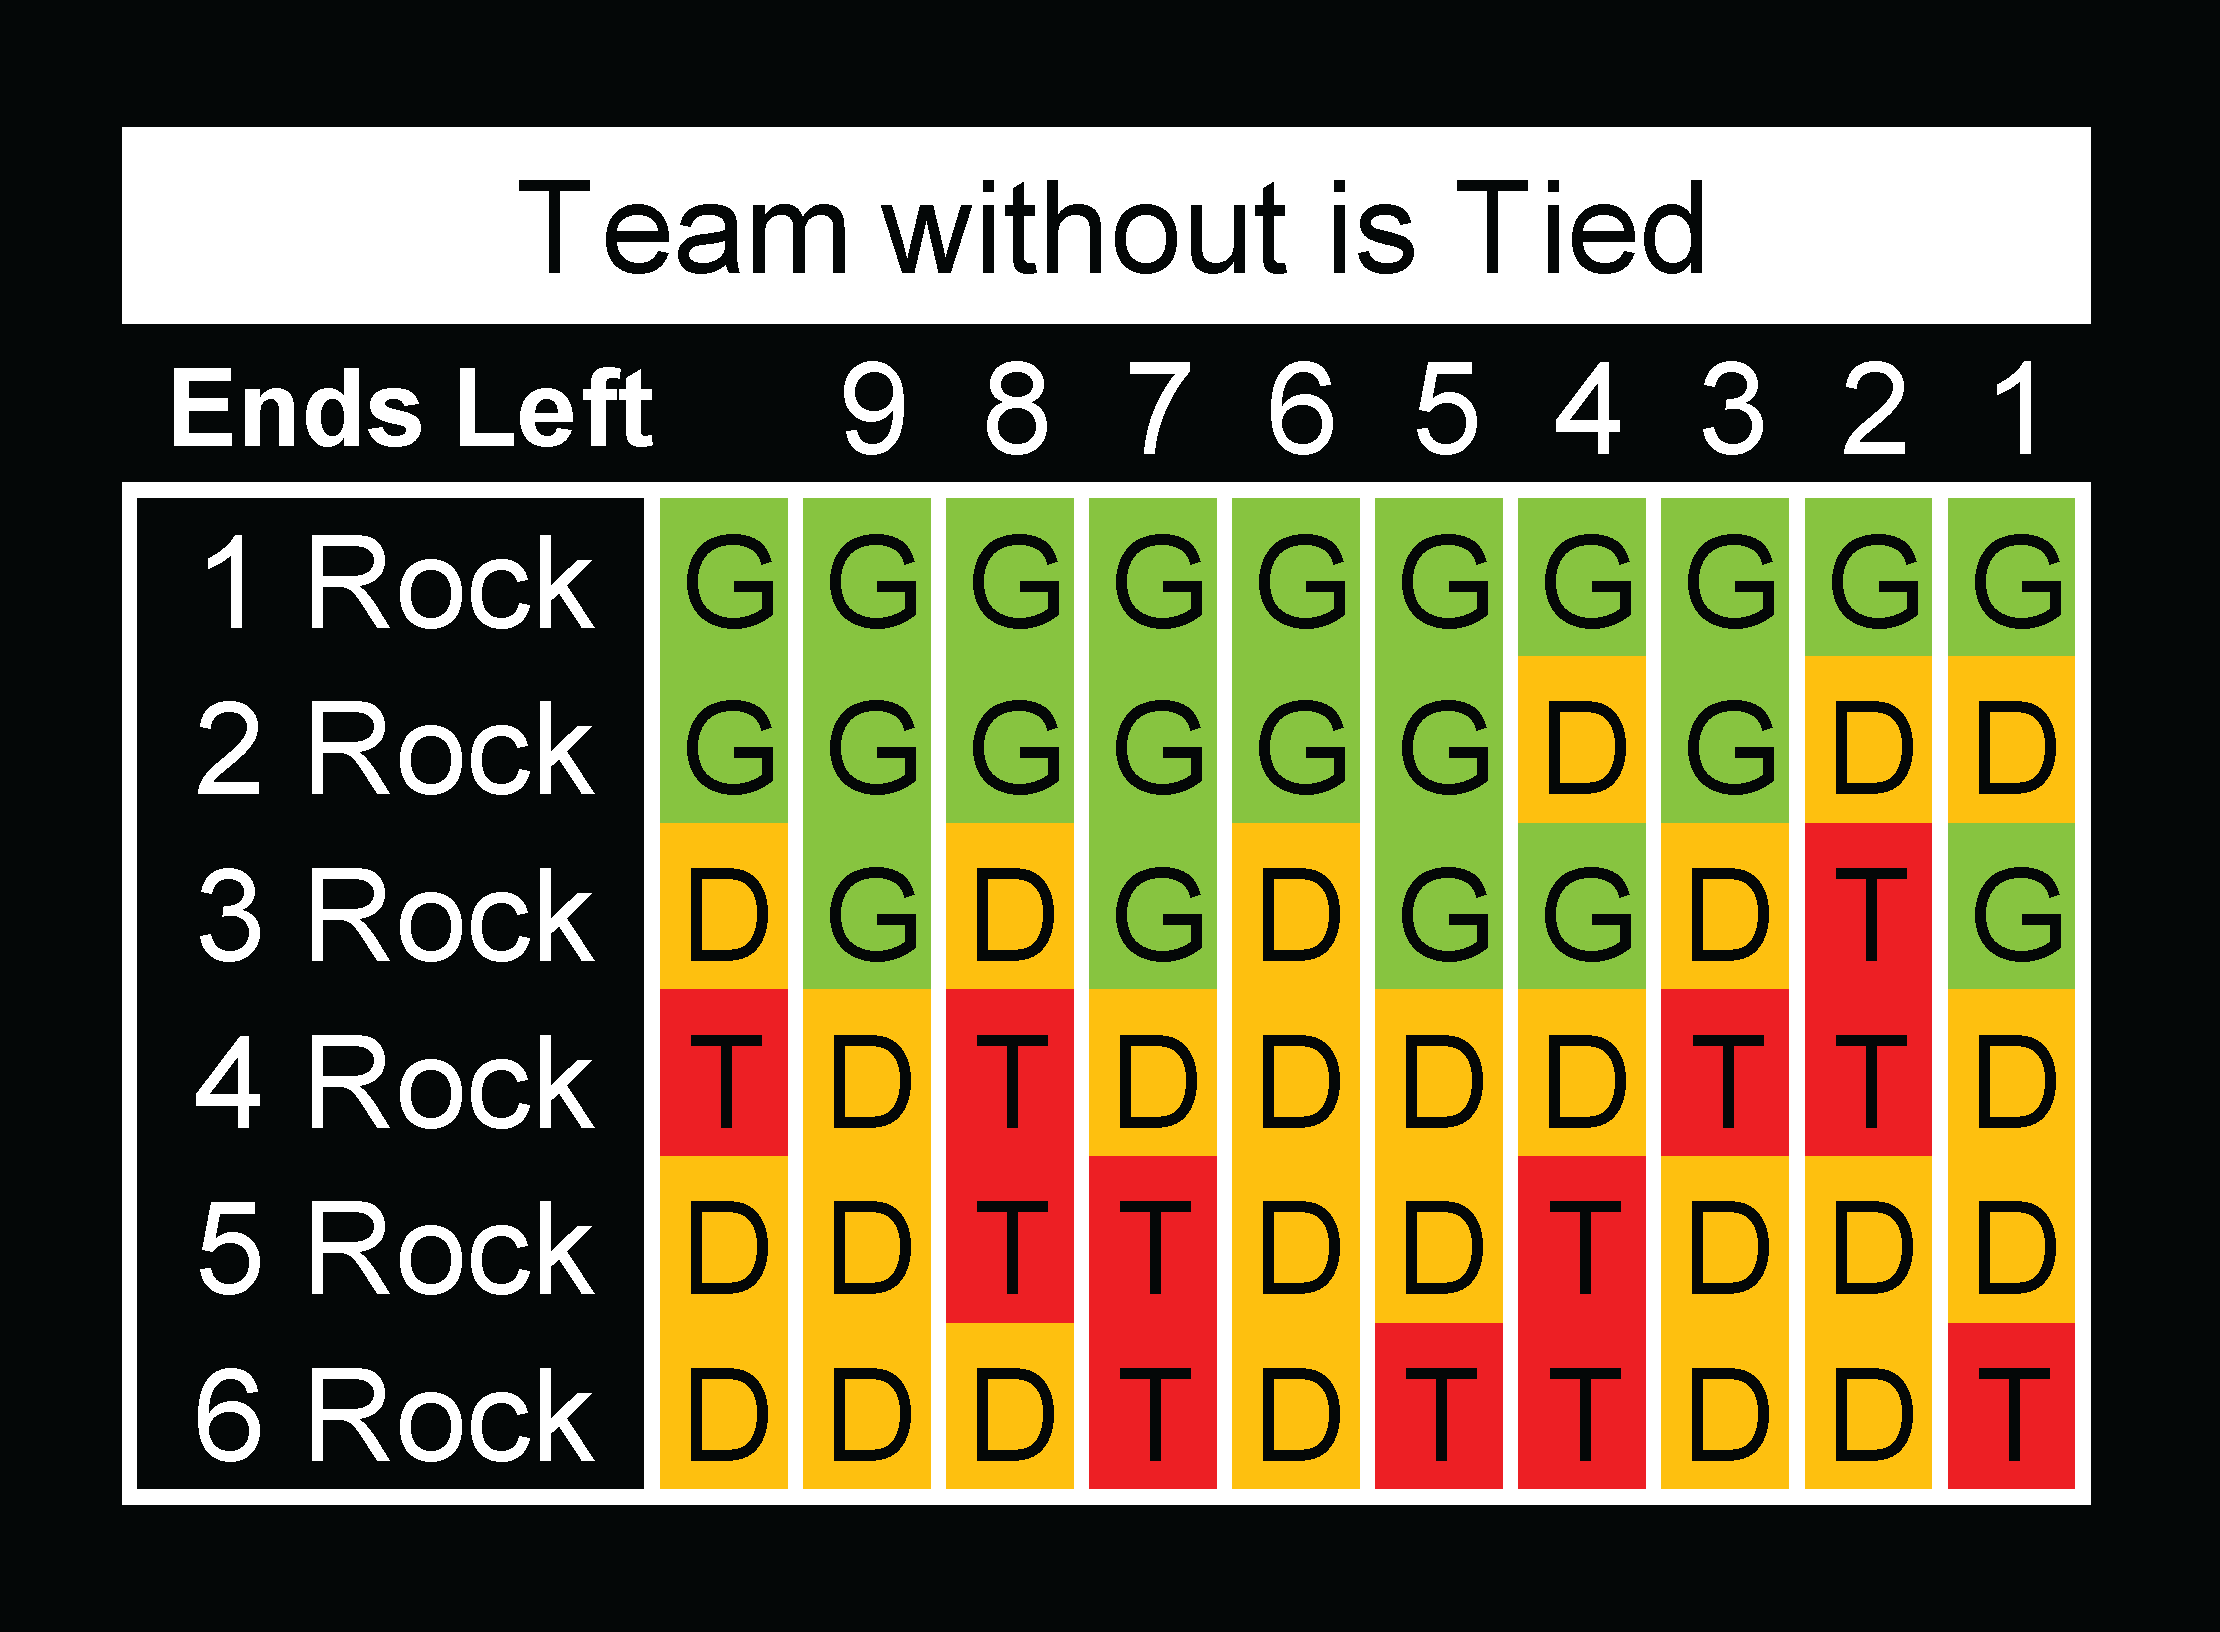 Team without is Tied
Ends Left 9 8 7 6 5 4 3 2 1
1 Rock G G G G G G G G G G
2 Rock G G G G G G D G D D
3 Rock D G D G D G G D T G
4 Rock T D T D D D D T T D
5 Rock D D T T D D T D D D
6 Rock D D D T D T T D D T